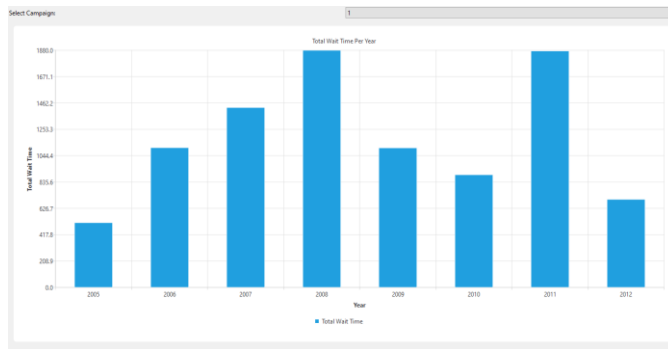 Select Campaign: 1
Total Wait Time Per Year
1880.0
1671.1
1462.2
1253.3
1044.4
835.6
626.7
417.8
208.9
0.0
Total Wait Time
2005 2006 2007 2008 2009 2010 2011 2012
Year
Total Wait Time